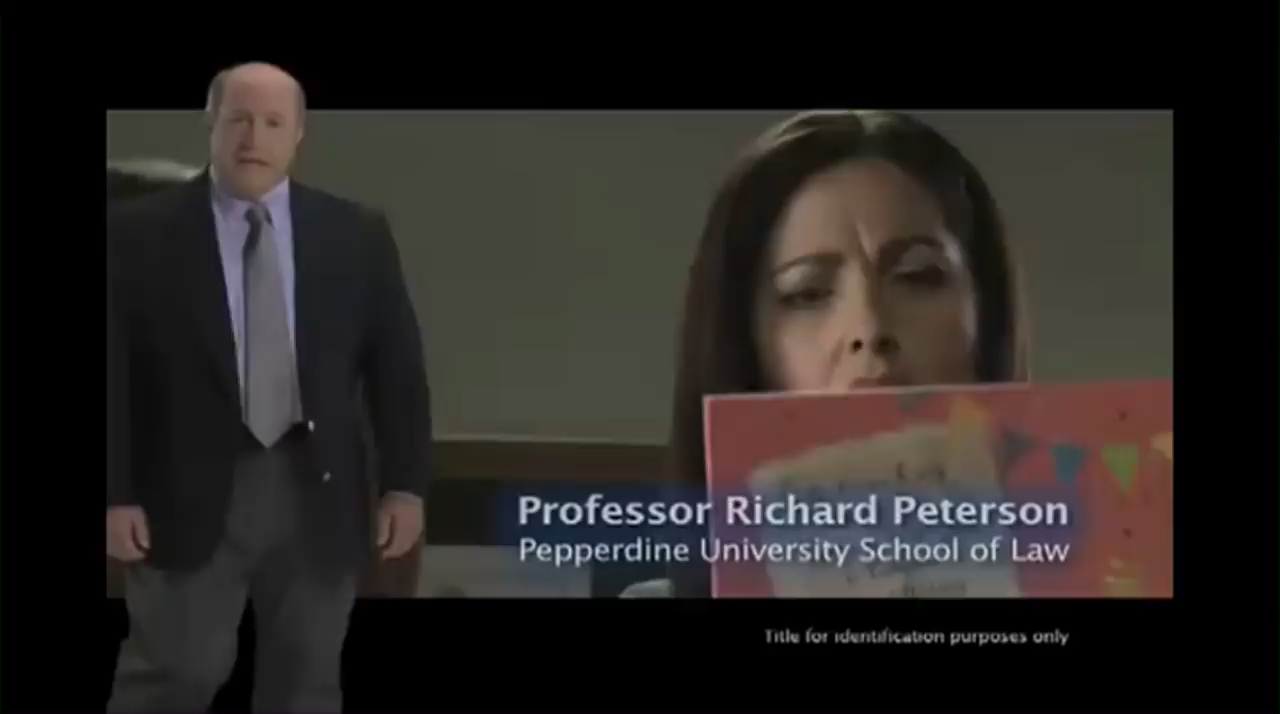 Professor Richard Peterson
Pepperdine University School of Law
Title for identification purposes only